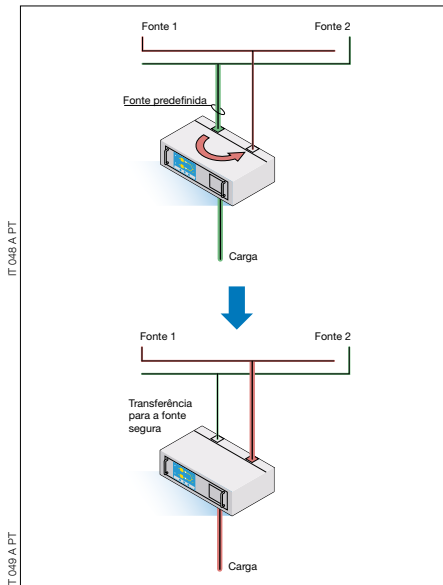 Fonte 1
Fonte 2
Fonte predefinida
Carga
IT 048 A PT
Fonte 1
Fonte 2
Transferência
para a fonte
segura
Carga
IT 049 A PT